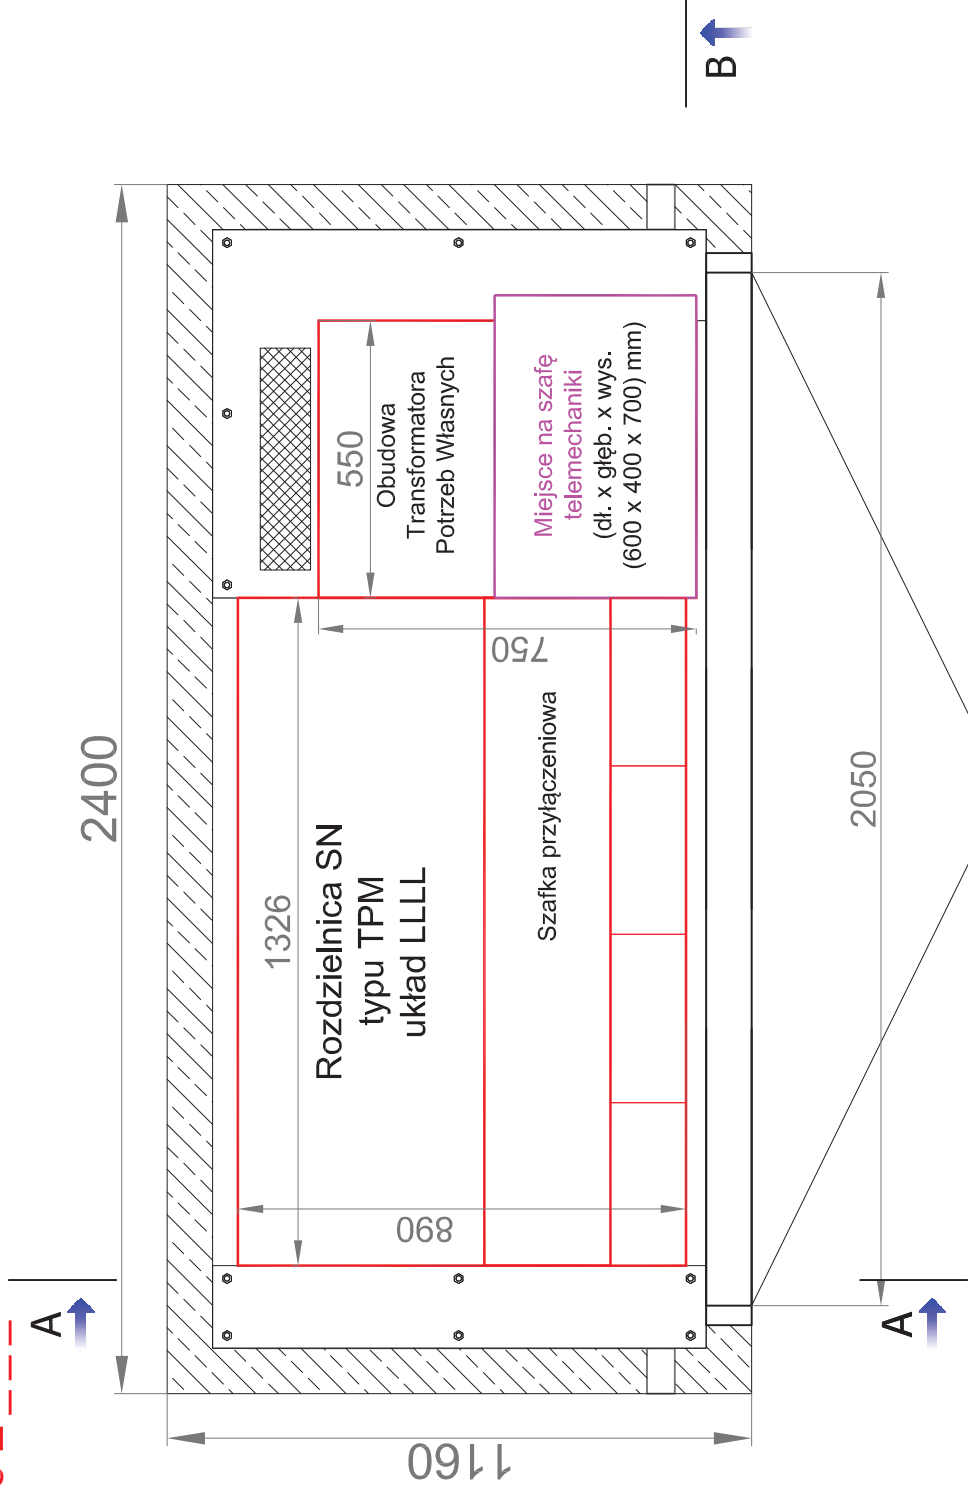 B
2400
550
Obudowa
Transformatora
Potrzeb Własnych
Miejsce na szafę
telemechaniki
(dł. x głęb. x wys.
(600 x 400 x 700) mm)
750
1326
Rozdzielnica SN
typu TPM
układ LLLL
Szafka przyłączeniowa
890
2050
A
A
1160